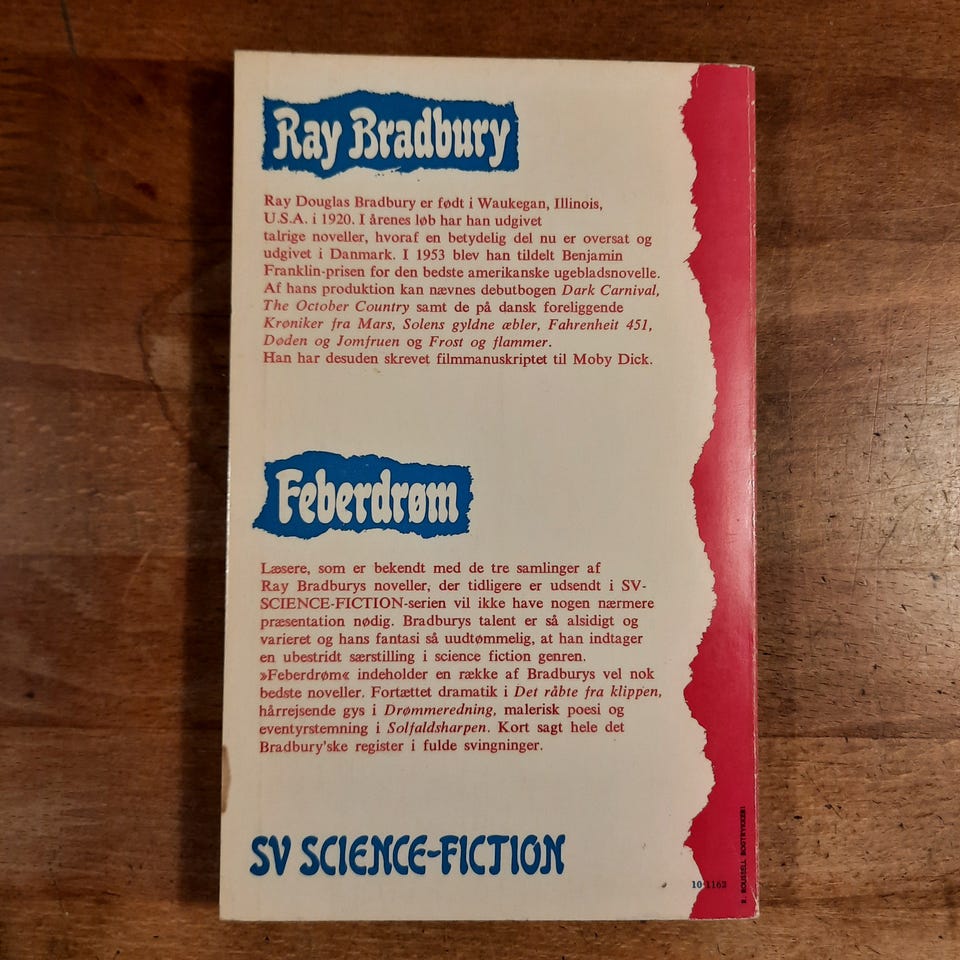 Ray Bradbury
Ray Douglas Bradbury er født i Waukegan, Illinois,
U.S.A. i 1920. I årenes løb har han udgivet
talrige noveller, hvoraf en betydelig del nu er oversat og
udgivet i Danmark. I 1953 blev han tildelt Benjamin
Franklin-prisen for den bedste amerikanske ugebladsnovelle.
Af hans produktion kan nævnes debutbogen Dark Carnival,
The October Country samt de på dansk foreliggende
Krøniker fra Mars, Solens gyldne æbler, Fahrenheit 451,
Døden og Jomfruen og Frost og flammer.
Han har desuden skrevet filmmanuskriptet til Moby Dick.
Feberdrøm
Læsere, som er bekendt med de tre samlinger af
Ray Bradburys noveller, der tidligere er udsendt i SV-
SCIENCE-FICTION-serien vil ikke have nogen nærmere
præsentation nødig. Bradburys talent er så alsidigt og
varieret og hans fantasi så uudtømmelig, at han indtager
en ubestridt særstilling i science fiction genren.
»Feberdrøm« indeholder en række af Bradburys vel nok
bedste noveller. Fortættet dramatik i Det råbte fra klippen,
hårrejsende gys i Drømmeredning, malerisk poesi og
eventyrstemning i Solfaldsharpen. Kort sagt hele det
Bradbury'ske register i fulde svingninger.
SV SCIENCE-FICTION
10-1162
R. ROUSSELL BOGTRYKKERI